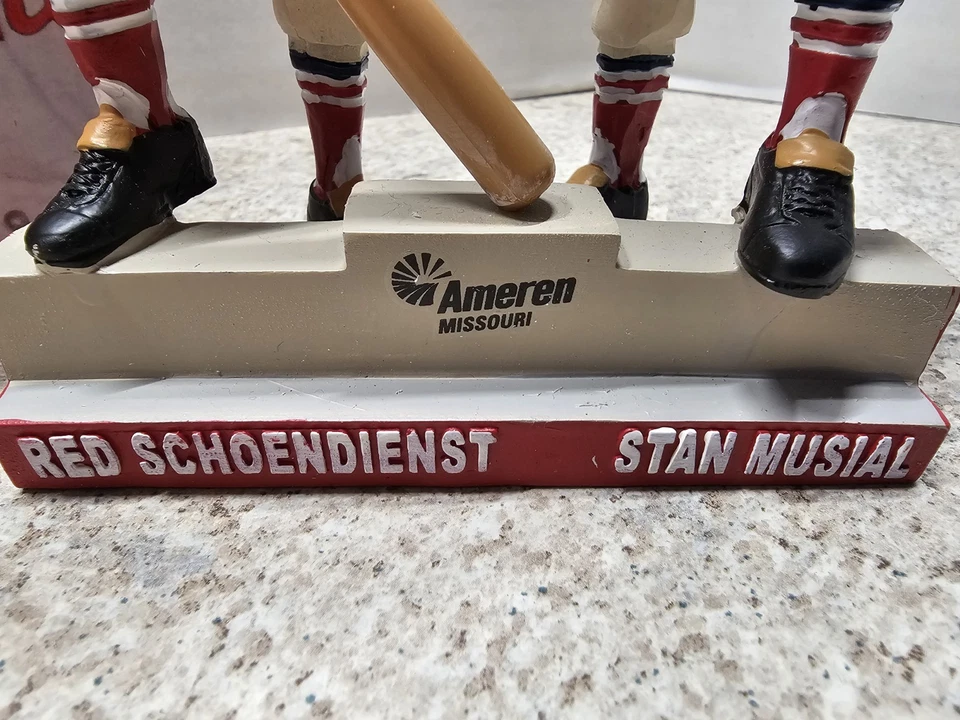 Ameren
MISSOURI
RED SCHOENDIENST STAN MUSIAL